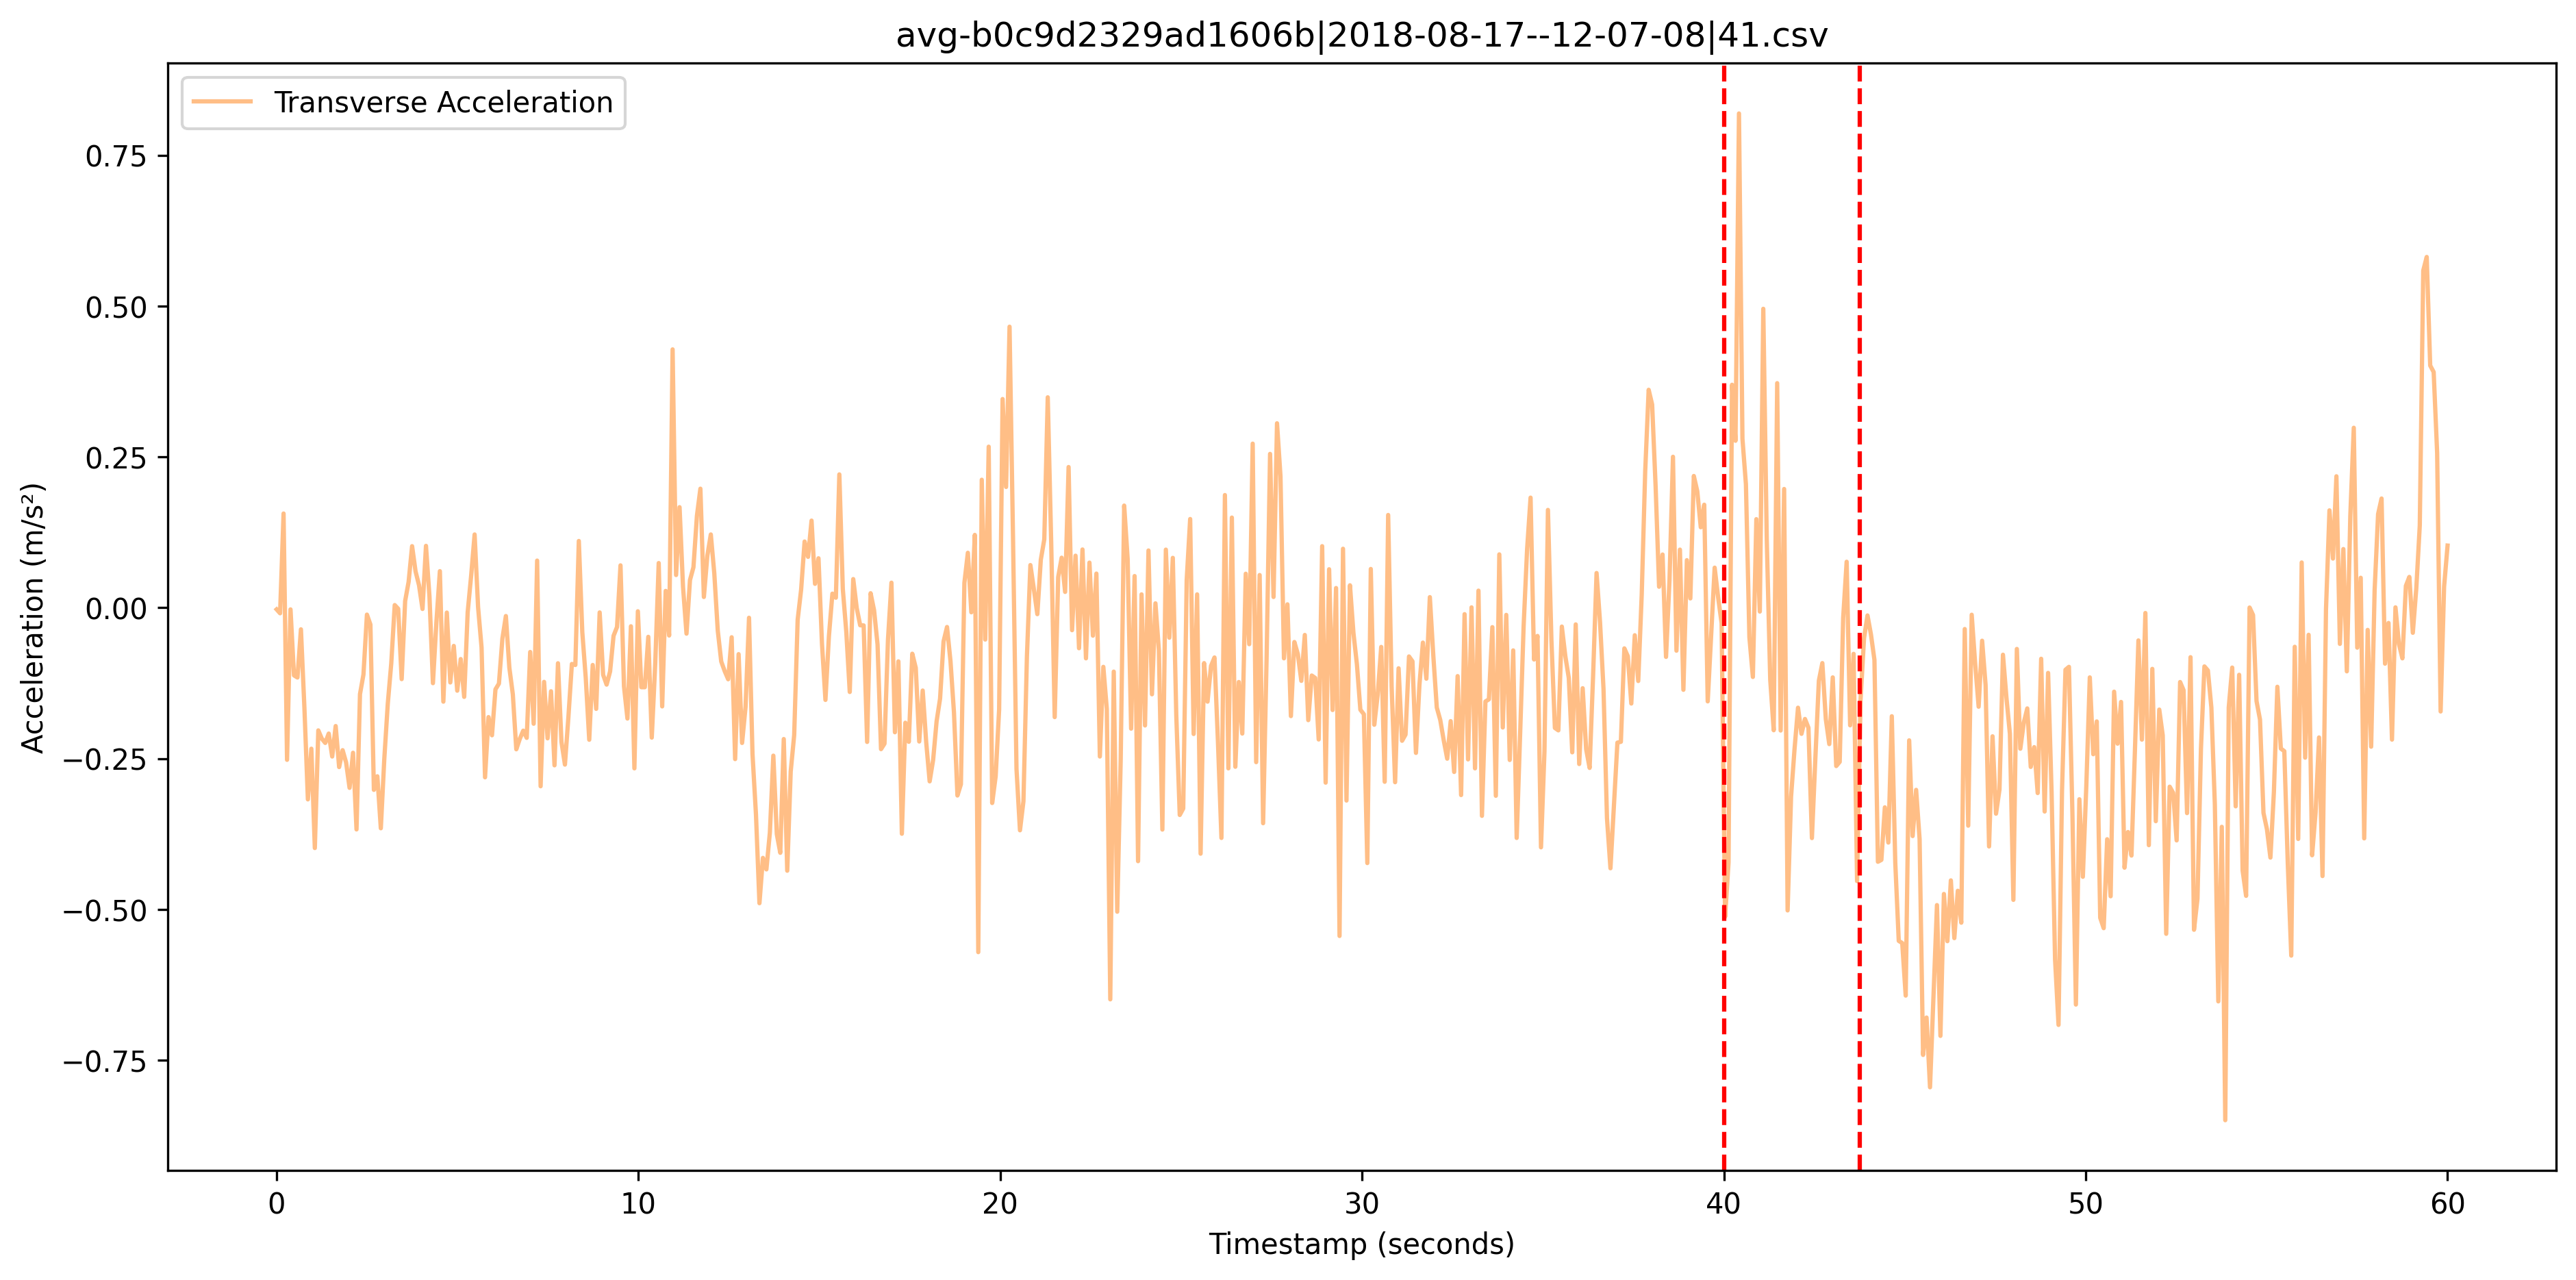 avg-b0c9d2329ad1606b|2018-08-17--12-07-08|41.csv
Transverse Acceleration
Acceleration (m/s²)
0.75
0.50
0.25
0.00
−0.25
−0.50
−0.75
0 10 20 30 40 50 60
Timestamp (seconds)